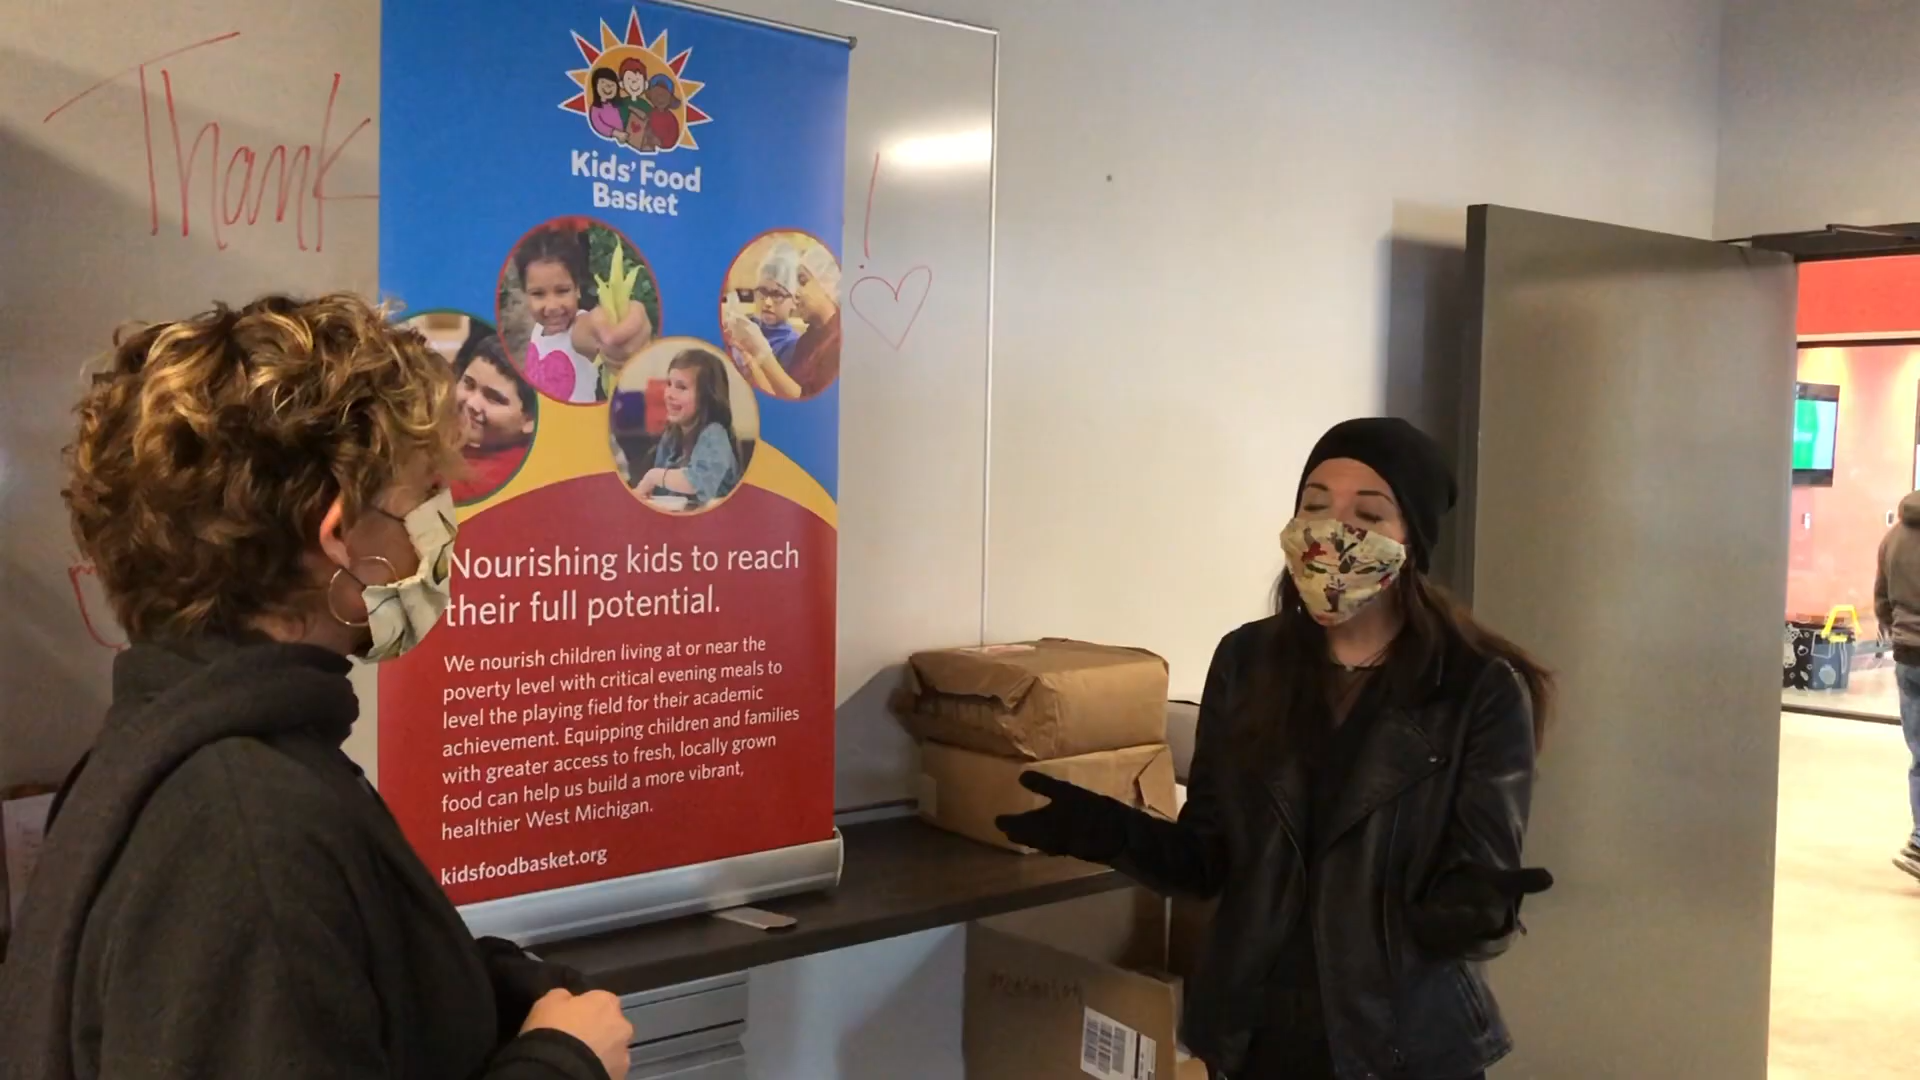 Thank
!
Kids' Food
Basket
Nourishing kids to reach
their full potential.
We nourish children living at or near the
poverty level with critical evening meals to
level the playing field for their academic
achievement. Equipping children and families
with greater access to fresh, locally grown
food can help us build a more vibrant,
healthier West Michigan.
kidsfoodbasket.org